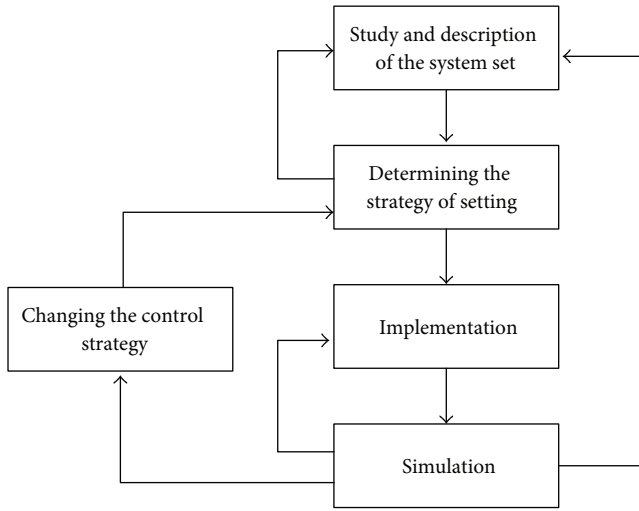 Study and description
of the system set
Determining the
strategy of setting
Changing the control
strategy
Implementation
Simulation